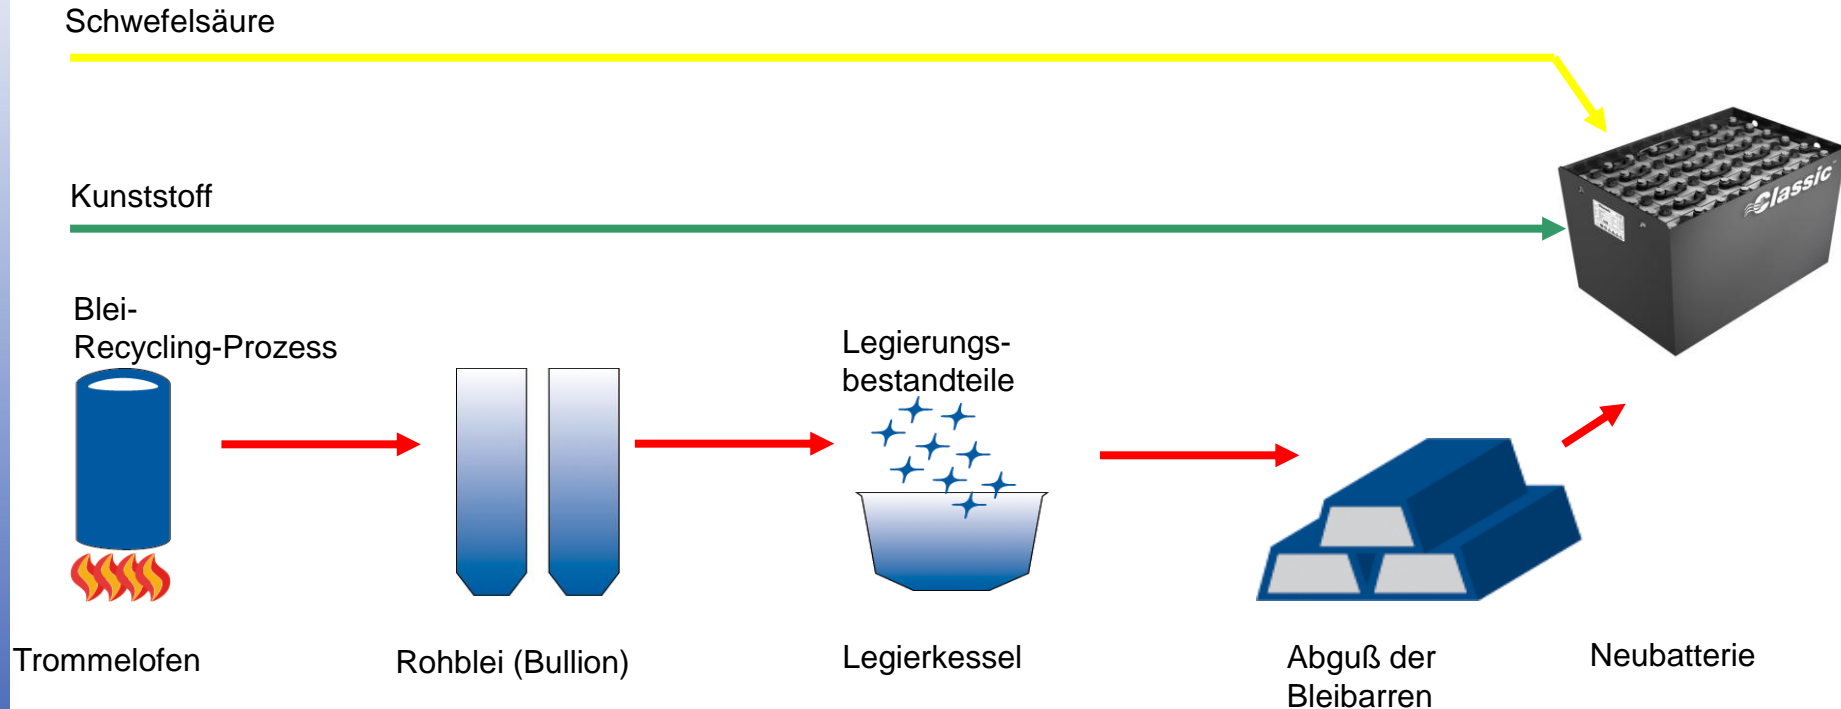 Schwefelsäure
Kunststoff
Classic
Blei-
Recycling-Prozess
Legierungs-
bestandteile
Trommelofen
Rohblei (Bullion)
Legierkessel
Abguß der
Bleibarren
Neubatterie